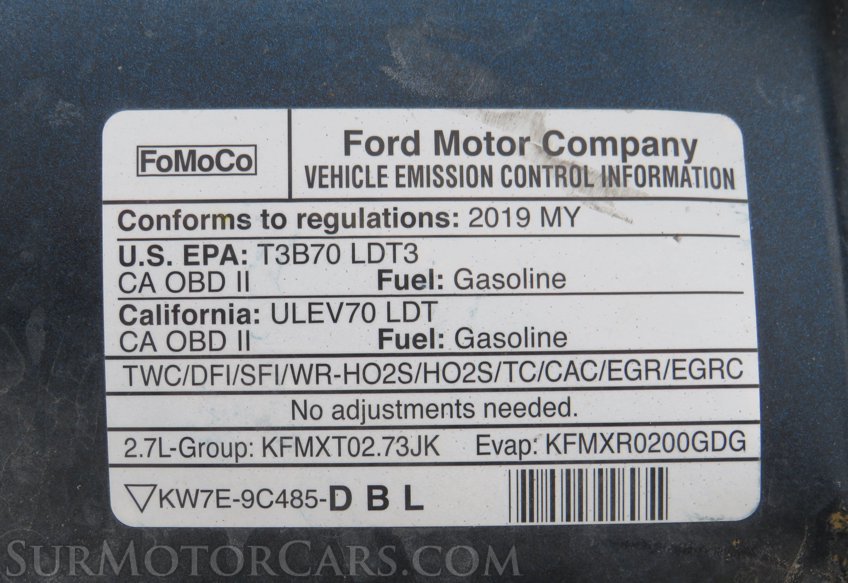 FoMoCo
Ford Motor Company
VEHICLE EMISSION CONTROL INFORMATION
Conforms to regulations: 2019 MY
U.S. EPA: T3B70 LDT3
CA OBD II Fuel: Gasoline
California: ULEV70 LDT
CA OBD II Fuel: Gasoline
TWC/DFI/SFI/WR-HO2S/HO2S/TC/CAC/EGR/EGRC
No adjustments needed.
2.7L-Group: KFMXT02.73JK Evap: KFMXR0200GDG
KW7E-9C485-DBL
SURMOTORCARS.COM